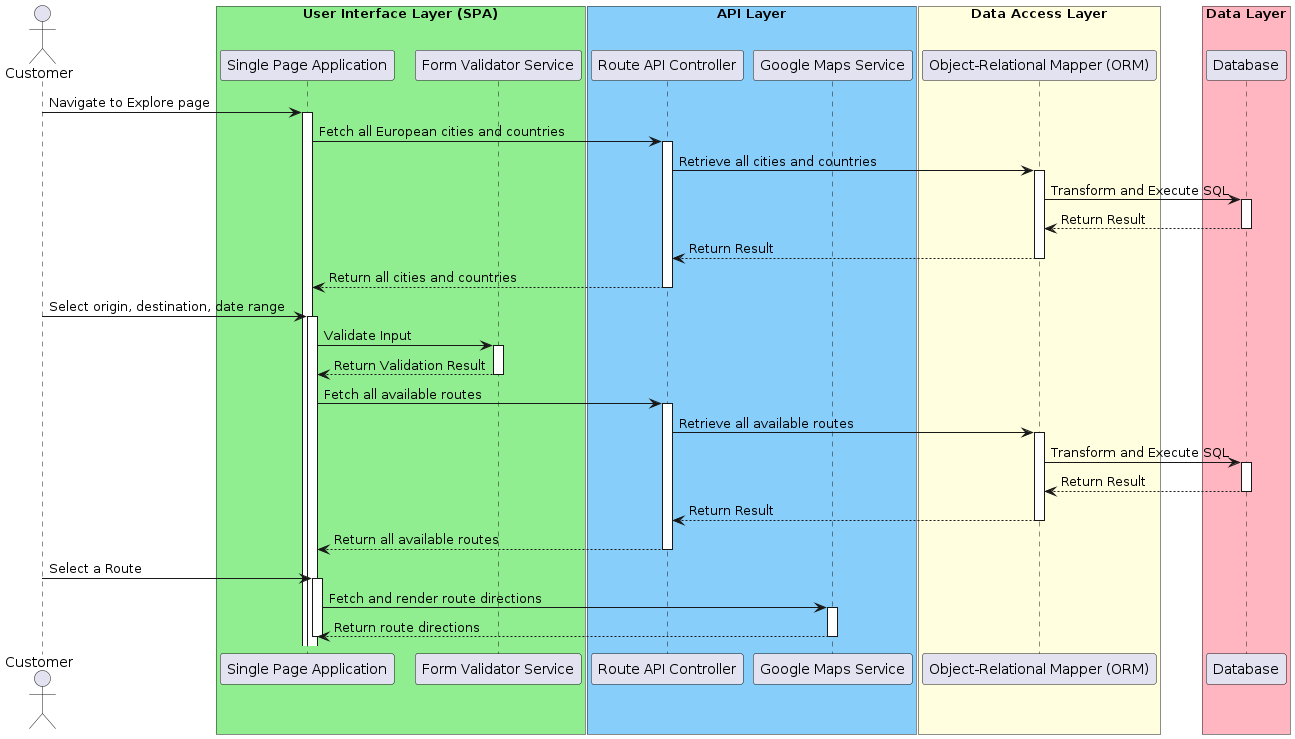 User Interface Layer (SPA)
API Layer
Data Access Layer
Data Layer
Customer
Single Page Application
Form Validator Service
Route API Controller
Google Maps Service
Object-Relational Mapper (ORM)
Database
Navigate to Explore page
Fetch all European cities and countries
Retrieve all cities and countries
Transform and Execute SQL
Return Result
Return Result
Return all cities and countries
Select origin, destination, date range
Validate Input
Return Validation Result
Fetch all available routes
Retrieve all available routes
Transform and Execute SQL
Return Result
Return Result
Return all available routes
Select a Route
Fetch and render route directions
Return route directions
Customer
Single Page Application
Form Validator Service
Route API Controller
Google Maps Service
Object-Relational Mapper (ORM)
Database